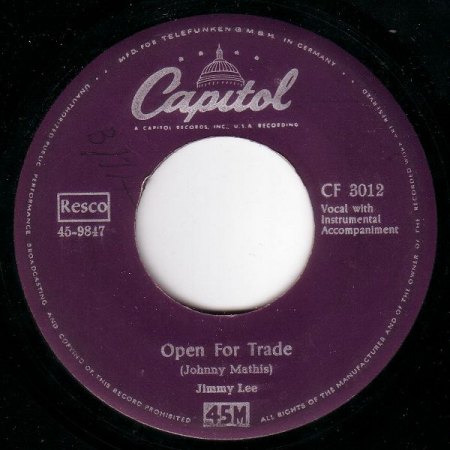 MFD. FOR TELEFUNKEN G.M.B.H. IN GERMANY
Capitol
A CAPITOL RECORDS, INC., U.S.A. RECORDING
Resco
45-9847
CF 3012
Vocal with
Instrumental
Accompaniment
Open For Trade
(Johnny Mathis)
Jimmy Lee
45M
UNAUTHORIZED PUBLIC PERFORMANCE BROADCASTING AND COPYING OF THIS RECORD PROHIBITED
ALL RIGHTS OF THE MANUFACTURER AND OF THE OWNER OF THE RECORDED WORK RESERVED